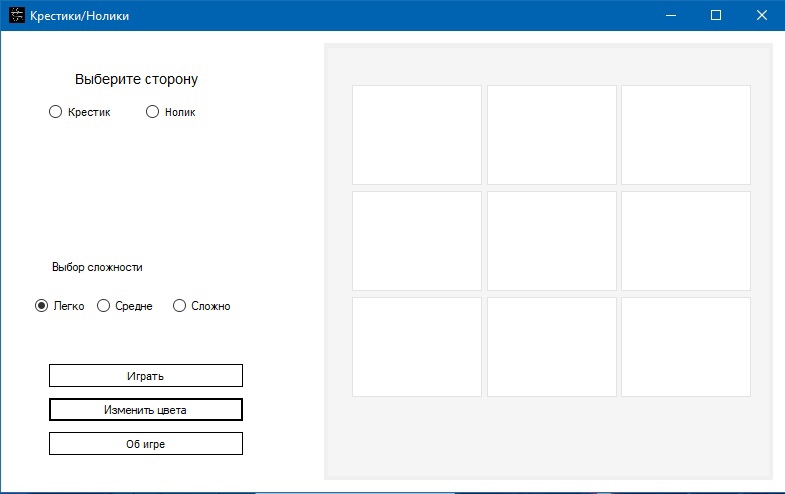 Крестики/Нолики
Выберите сторону
Крестик Нолик
Выбор сложности
Легко Средне Сложно
Играть
Изменить цвета
Об игре